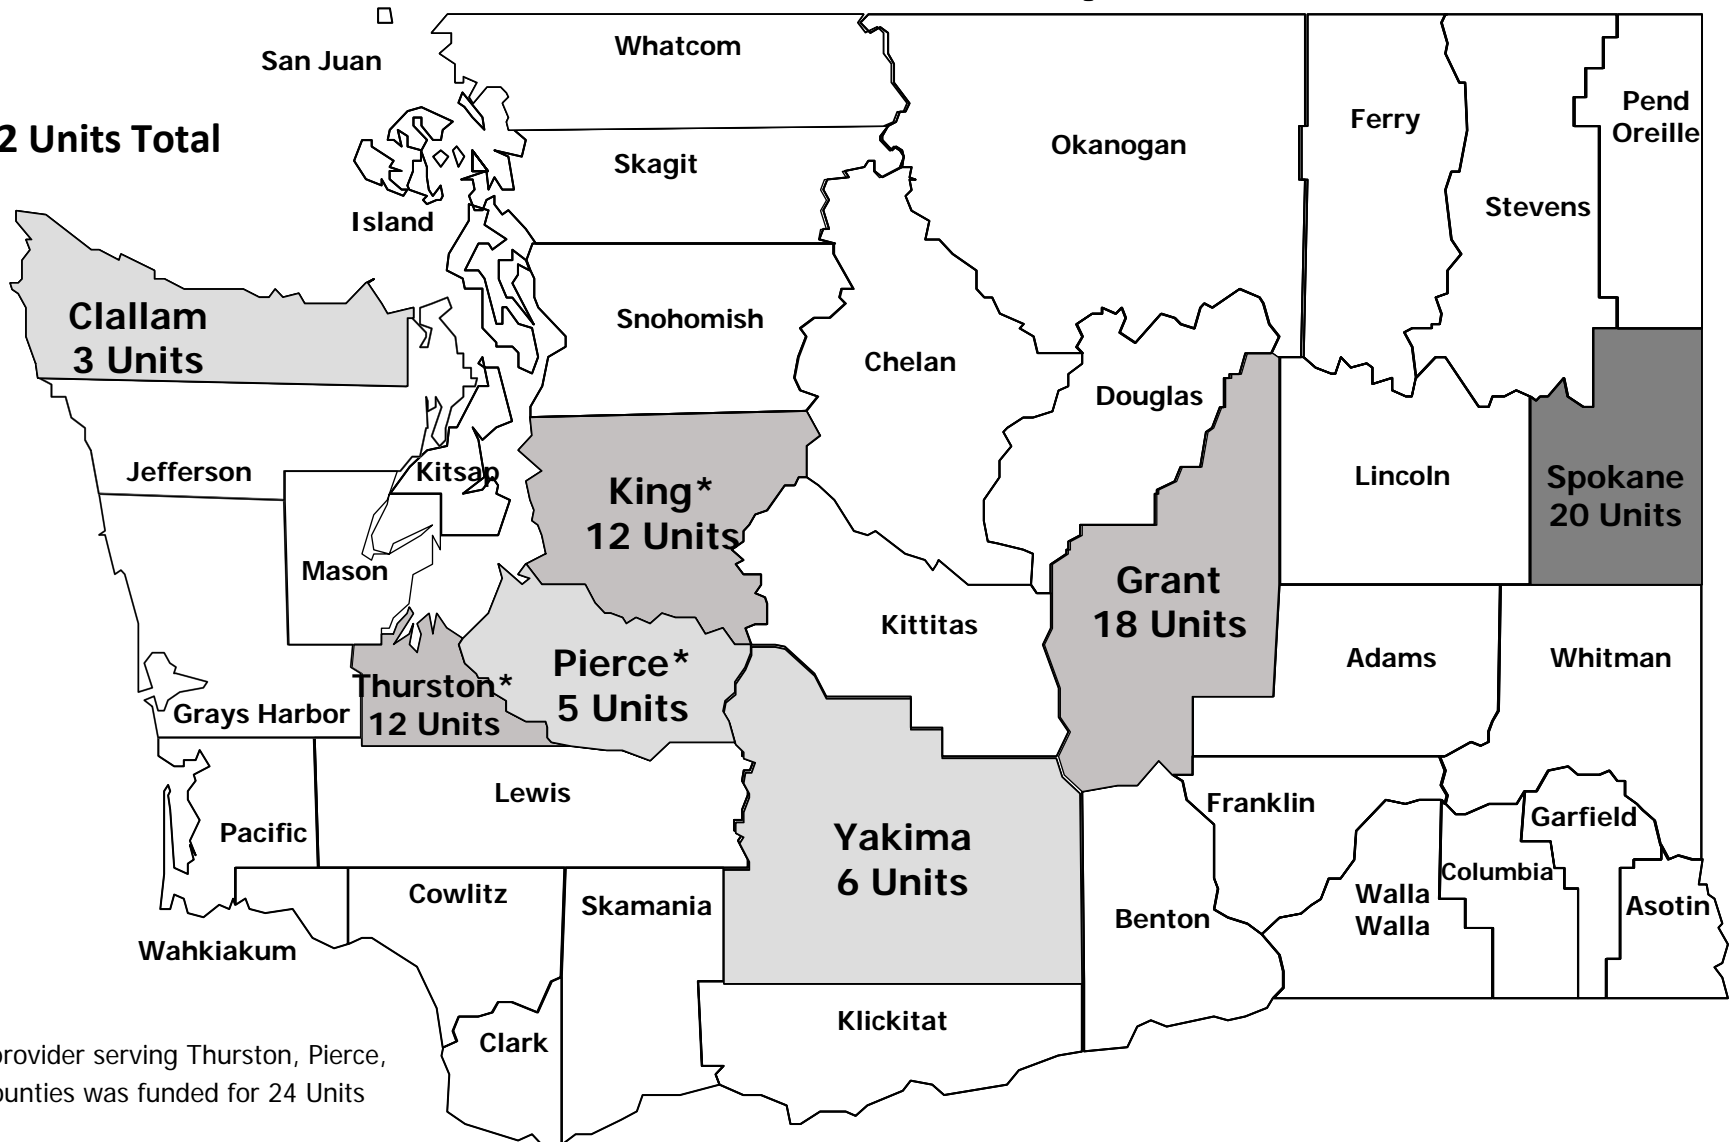 San Juan
Whatcom
2 Units Total
Skagit
Island
Okanogan
Ferry
Pend
Oreille
Stevens
Clallam
3 Units
Snohomish
Chelan
Douglas
Jefferson
Kitsap
King*
12 Units
Lincoln
Spokane
20 Units
Mason
Grant
18 Units
Kittitas
Adams
Whitman
Thurston*
12 Units
Pierce*
5 Units
Grays Harbor
Lewis
Pacific
Yakima
6 Units
Franklin
Garfield
Columbia
Walla
Walla
Asotin
Cowlitz
Skamania
Benton
Wahkiakum
Klickitat
Clark
provider serving Thurston, Pierce,
ounties was funded for 24 Units